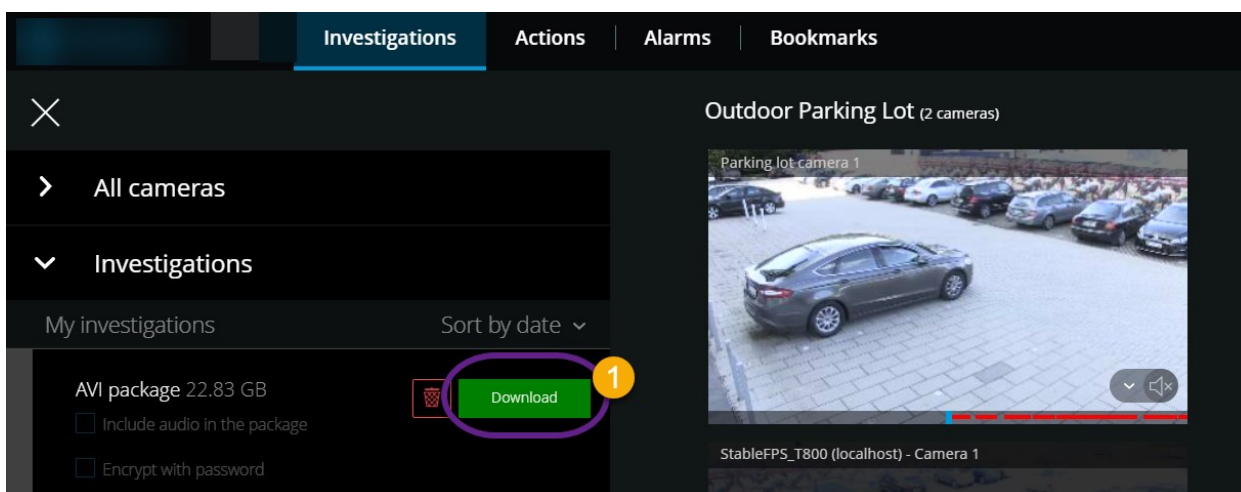 Investigations Actions Alarms Bookmarks
Outdoor Parking Lot (2 cameras)
All cameras
Investigations
My investigations Sort by date
AVI package 22.83 GB
Download
1
Include audio in the package
Encrypt with password
Parking lot camera 1
StableFPS_T800 (localhost) - Camera 1